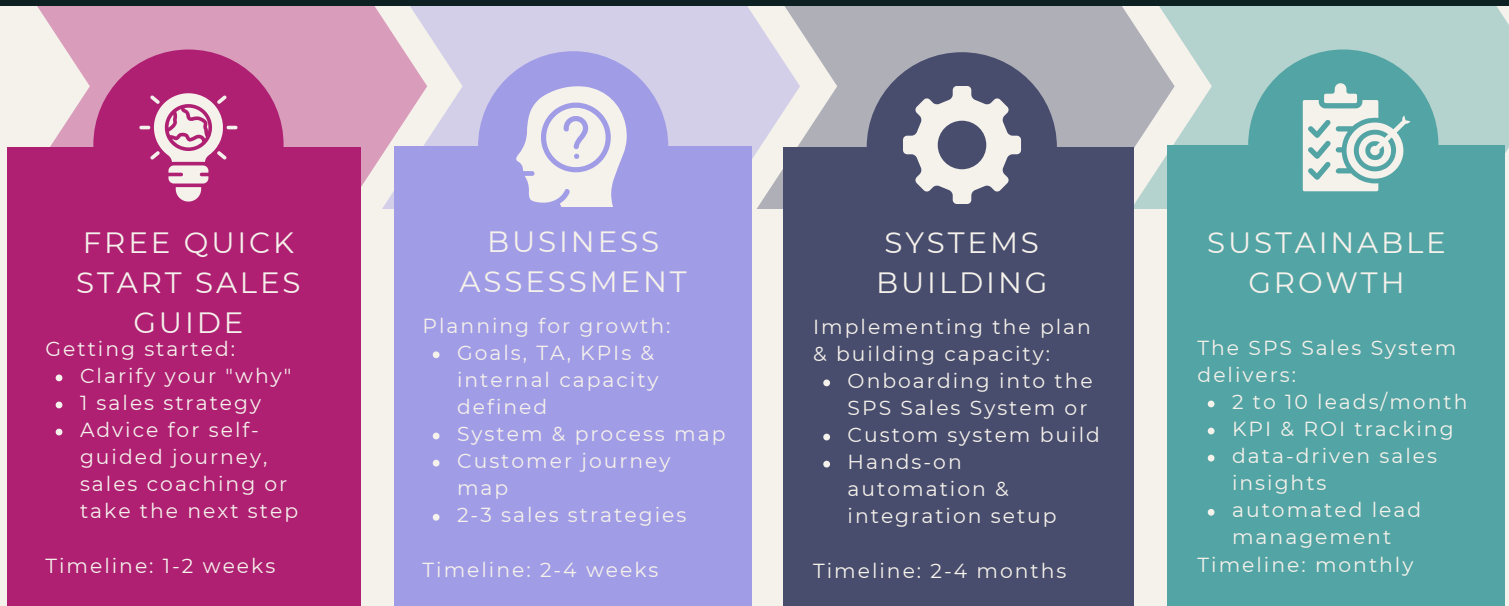 FREE QUICK
START SALES
GUIDE
Getting started:
• Clarify your "why"
• 1 sales strategy
• Advice for self-
guided journey,
sales coaching or
take the next step
Timeline: 1-2 weeks
BUSINESS
ASSESSMENT
Planning for growth:
• Goals, TA, KPIs &
internal capacity
defined
• System & process map
• Customer journey
map
• 2-3 sales strategies
Timeline: 2-4 weeks
SYSTEMS
BUILDING
Implementing the plan
& building capacity:
• Onboarding into the
SPS Sales System or
• Custom system build
• Hands-on
automation &
integration setup
Timeline: 2-4 months
SUSTAINABLE
GROWTH
The SPS Sales System
delivers:
• 2 to 10 leads/month
• KPI & ROI tracking
• data-driven sales
insights
• automated lead
management
Timeline: monthly